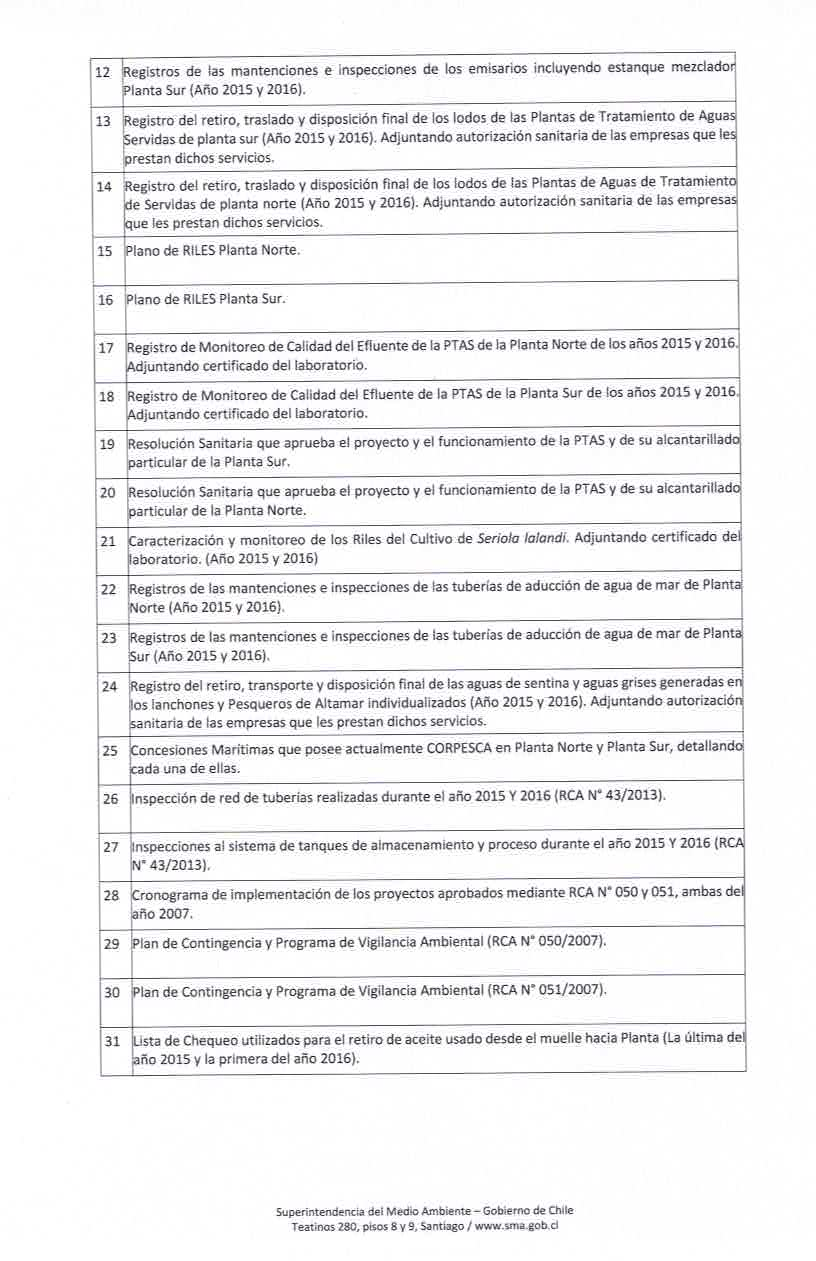 12 Registros de las mantenciones e inspecciones de los emisarios incluyendo estanque mezclador
Planta Sur (Año 2015 y 2016).
13 Registro del retiro, traslado y disposición final de los lodos de las Plantas de Tratamiento de Aguas
Servidas de planta sur (Año 2015 y 2016). Adjuntando autorización sanitaria de las empresas que les
prestan dichos servicios.
14 Registro del retiro, traslado y disposición final de los lodos de las Plantas de Aguas de Tratamiento
de Servidas de planta norte (Año 2015 y 2016). Adjuntando autorización sanitaria de las empresas
que les prestan dichos servicios.
15 Plano de RILES Planta Norte.
16 Plano de RILES Planta Sur.
17 Registro de Monitoreo de Calidad del Efluente de la PTAS de la Planta Norte de los años 2015 y 2016.
Adjuntando certificado del laboratorio.
18 Registro de Monitoreo de Calidad del Efluente de la PTAS de la Planta Sur de los años 2015 y 2016.
Adjuntando certificado del laboratorio.
19 Resolución Sanitaria que aprueba el proyecto y el funcionamiento de la PTAS y de su alcantarillado
particular de la Planta Sur.
20 Resolución Sanitaria que aprueba el proyecto y el funcionamiento de la PTAS y de su alcantarillado
particular de la Planta Norte.
21 Caracterización y monitoreo de los Riles del Cultivo de Seriola lalandi. Adjuntando certificado del
laboratorio. (Año 2015 y 2016)
22 Registros de las mantenciones e inspecciones de las tuberías de aducción de agua de mar de Planta
Norte (Año 2015 y 2016).
23 Registros de las mantenciones e inspecciones de las tuberías de aducción de agua de mar de Planta
Sur (Año 2015 y 2016).
24 Registro del retiro, transporte y disposición final de las aguas de sentina y aguas grises generadas en
los lanchones y Pesqueros de Altamar individualizados (Año 2015 y 2016). Adjuntando autorización
sanitaria de las empresas que les prestan dichos servicios.
25 Concesiones Marítimas que posee actualmente CORPESCA en Planta Norte y Planta Sur, detallando
cada una de ellas.
26 Inspección de red de tuberías realizadas durante el año 2015 Y 2016 (RCA N° 43/2013).
27 Inspecciones al sistema de tanques de almacenamiento y proceso durante el año 2015 Y 2016 (RCA
N° 43/2013).
28 Cronograma de implementación de los proyectos aprobados mediante RCA N° 050 y 051, ambas del
año 2007.
29 Plan de Contingencia y Programa de Vigilancia Ambiental (RCA N° 050/2007).
30 Plan de Contingencia y Programa de Vigilancia Ambiental (RCA N° 051/2007).
31 Lista de Chequeo utilizados para el retiro de aceite usado desde el muelle hacia Planta (La última del
año 2015 y la primera del año 2016).
Superintendencia del Medio Ambiente – Gobierno de Chile
Teatinos 280, pisos 8 y 9, Santiago / www.sma.gob.cl